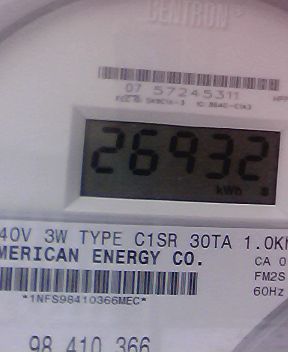 CENTRON®
07 57245311
26932
kWh
40V 3W TYPE C1SR 30TA 1.0K
MERICAN ENERGY CO.
CA 0
FM2S
60Hz
*1NFS98410366MEC*
98 410 366